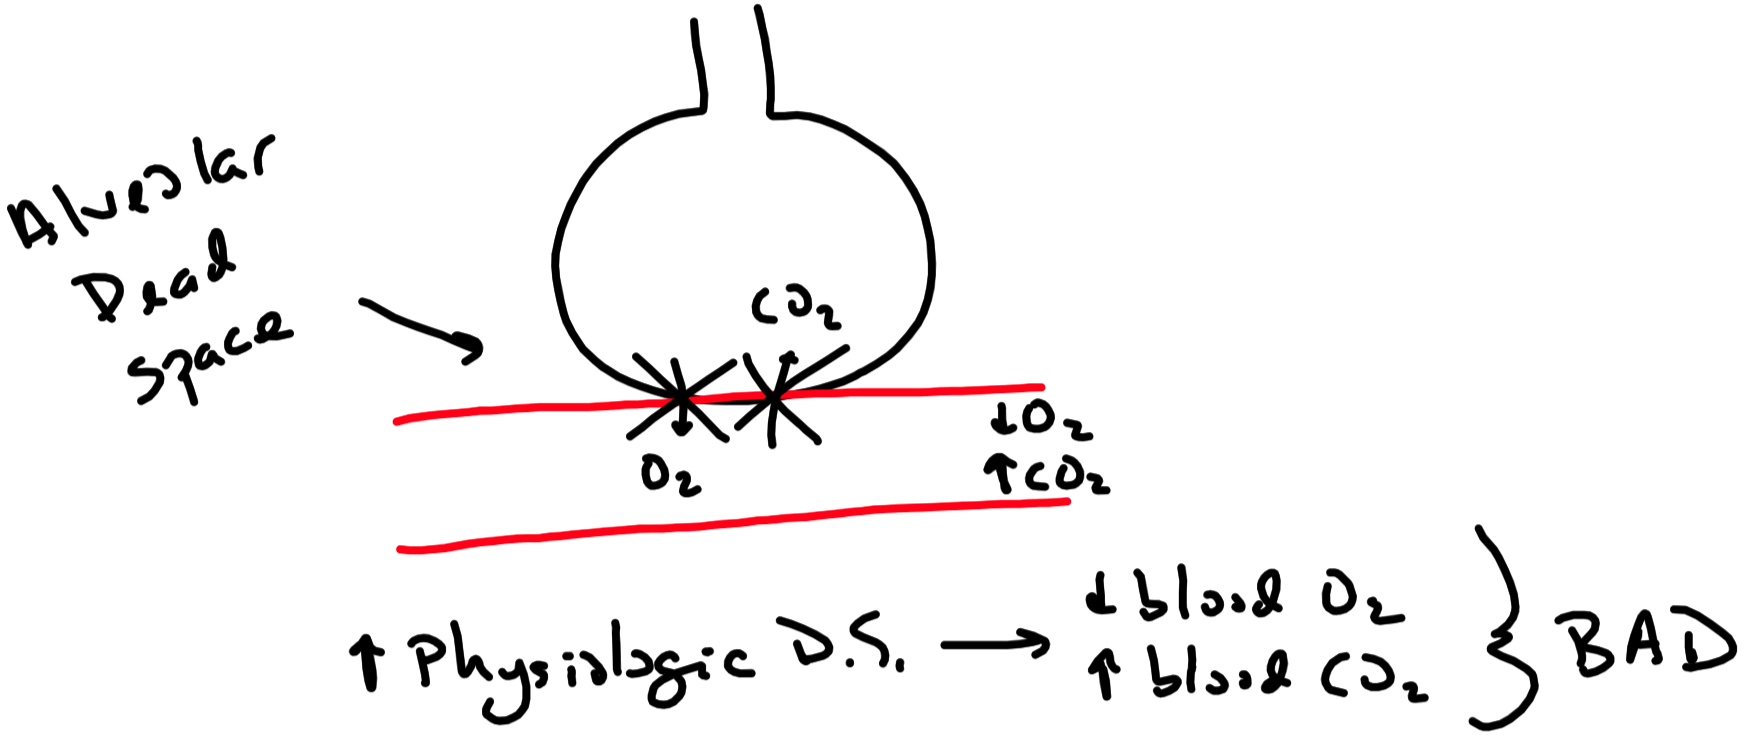 Alveolar
Dead
Space
CO₂
O₂
↓O₂
↑CO₂
↑ Physiologic D.S. → ↓ blood O₂
↑ blood CO₂
} BAD